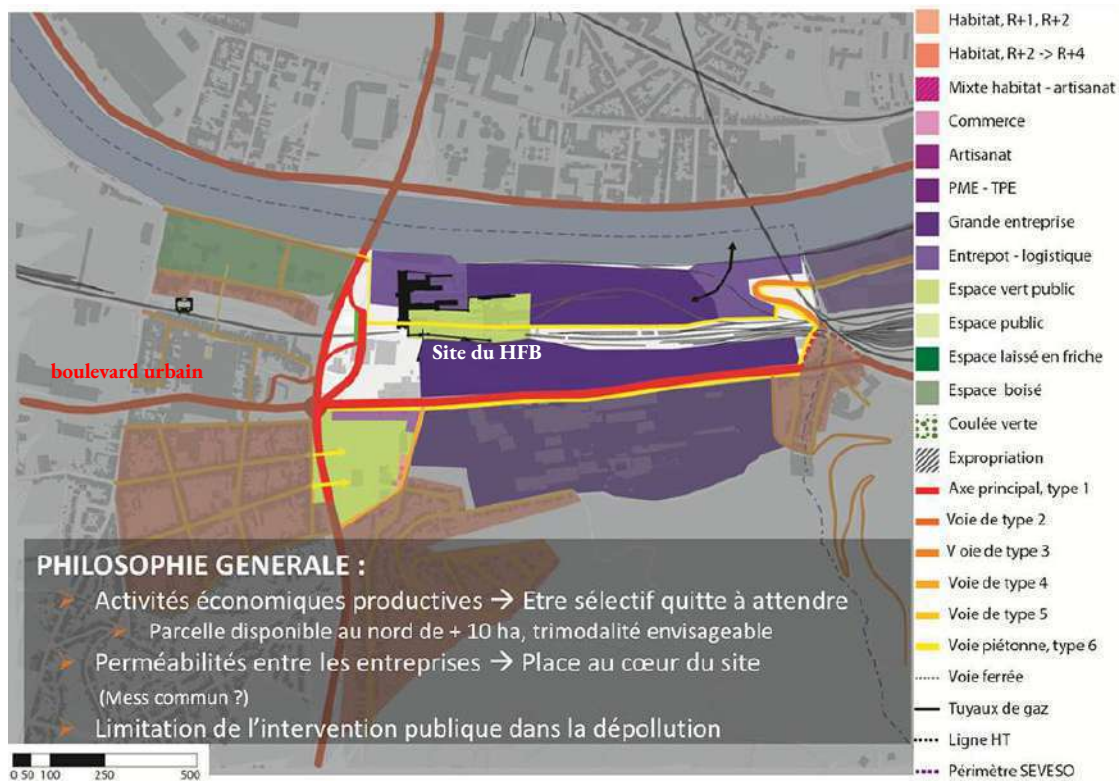 Habitat, R+1, R+2
Habitat, R+2 -> R+4
Mixte habitat - artisanat
Commerce
Artisanat
PME - TPE
Grande entreprise
Entrepot - logistique
Espace vert public
Espace public
Espace laissé en friche
Espace boisé
Coulée verte
Expropriation
Axe principal, type 1
Voie de type 2
V oie de type 3
Voie de type 4
Voie de type 5
Voie piétonne, type 6
Voie ferrée
Tuyaux de gaz
Ligne HT
Périmètre SEVESO
Site du HFB
boulevard urbain
PHILOSOPHIE GENERALE :
Activités économiques productives → Etre sélectif quitte à attendre
Parcelle disponible au nord de + 10 ha, trimodalité envisageable
Perméabilités entre les entreprises → Place au cœur du site
(Mess commun ?)
Limitation de l'intervention publique dans la dépollution
0 50 100 250 500